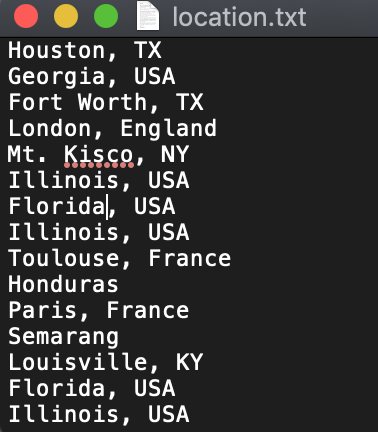 location.txt
Houston, TX
Georgia, USA
Fort Worth, TX
London, England
Mt. Kisco, NY
Illinois, USA
Florida, USA
Illinois, USA
Toulouse, France
Honduras
Paris, France
Semarang
Louisville, KY
Florida, USA
Illinois, USA